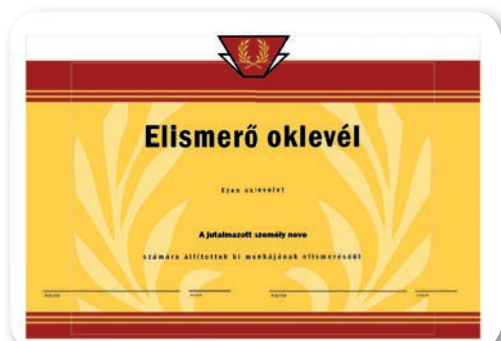 Elismerő oklevél
Ezen oklevelet
A jutalmazott személy neve
számára állítottuk ki munkájának elismeréséül